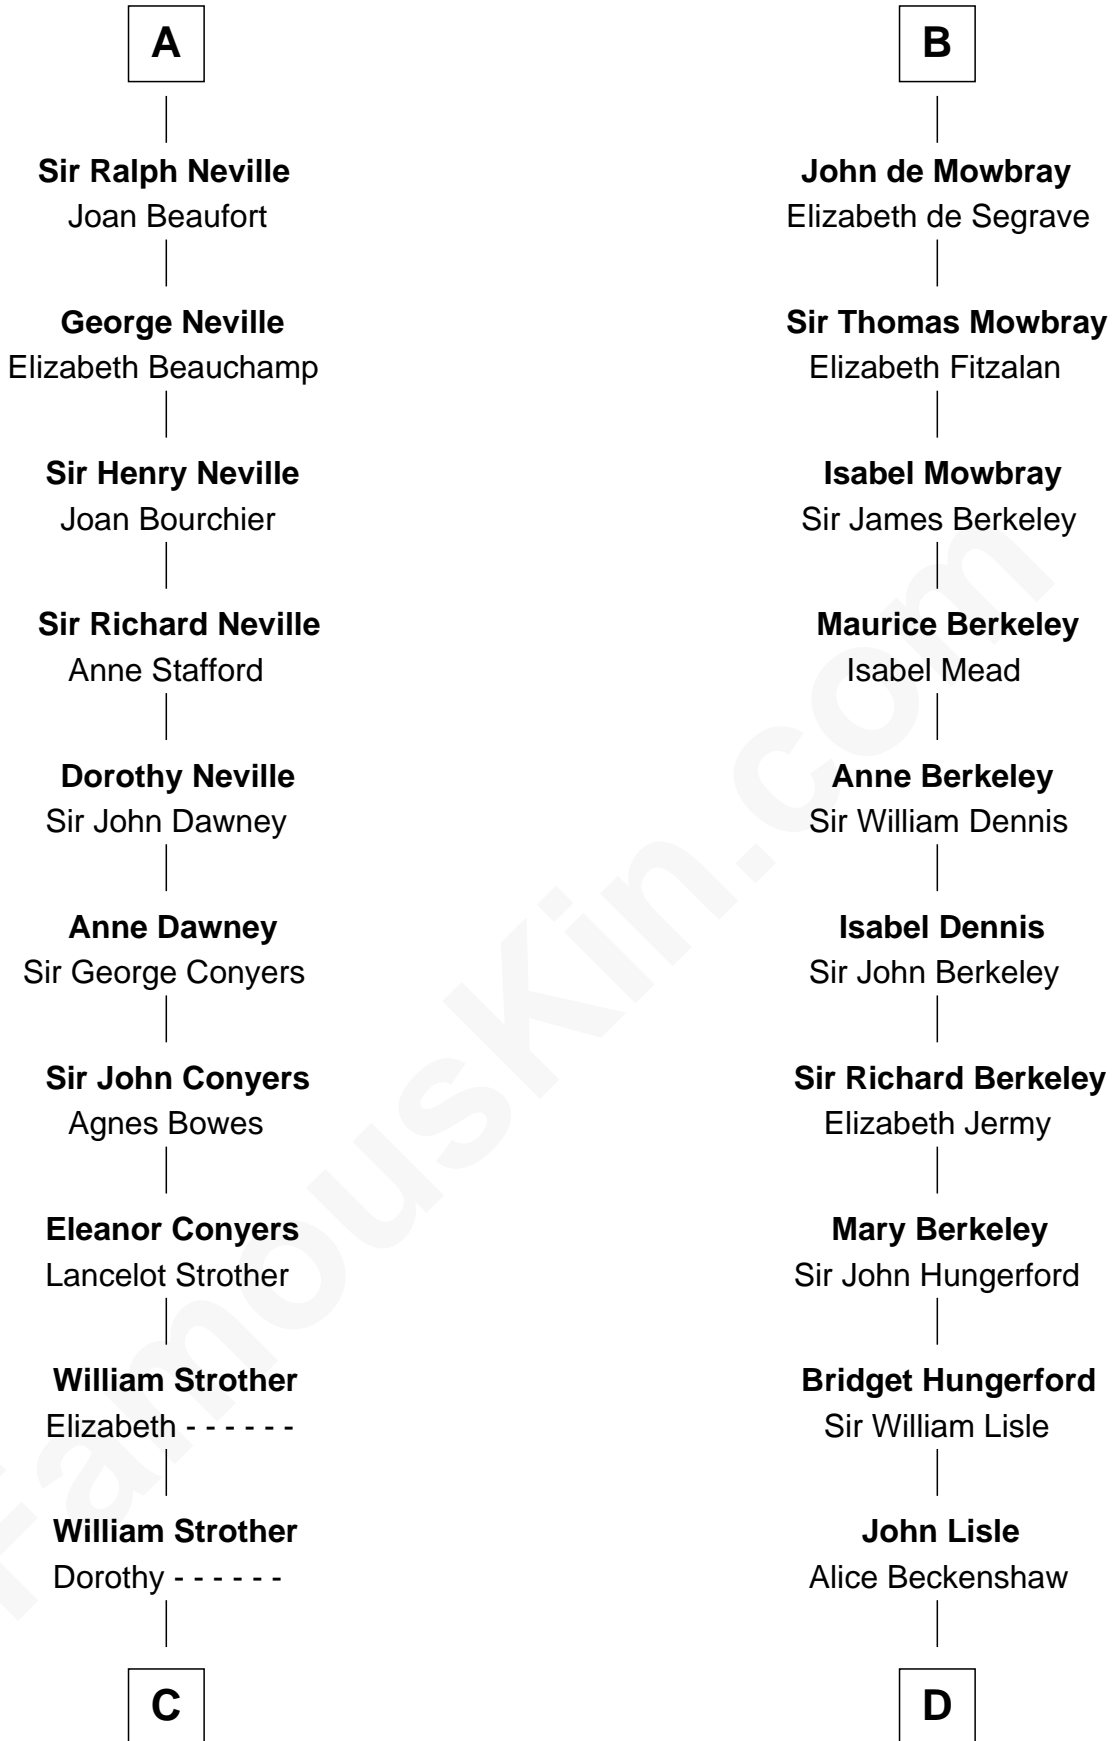 A
Sir Ralph Neville
Joan Beaufort
George Neville
Elizabeth Beauchamp
Sir Henry Neville
Joan Bourchier
Sir Richard Neville
Anne Stafford
Dorothy Neville
Sir John Dawney
Anne Dawney
Sir George Conyers
Sir John Conyers
Agnes Bowes
Eleanor Conyers
Lancelot Strother
William Strother
Elizabeth - - - - - -
William Strother
Dorothy - - - - - -
C
B
John de Mowbray
Elizabeth de Segrave
Sir Thomas Mowbray
Elizabeth Fitzalan
Isabel Mowbray
Sir James Berkeley
Maurice Berkeley
Isabel Mead
Anne Berkeley
Sir William Dennis
Isabel Dennis
Sir John Berkeley
Sir Richard Berkeley
Elizabeth Jermy
Mary Berkeley
Sir John Hungerford
Bridget Hungerford
Sir William Lisle
John Lisle
Alice Beckenshaw
D
FamousKin.com